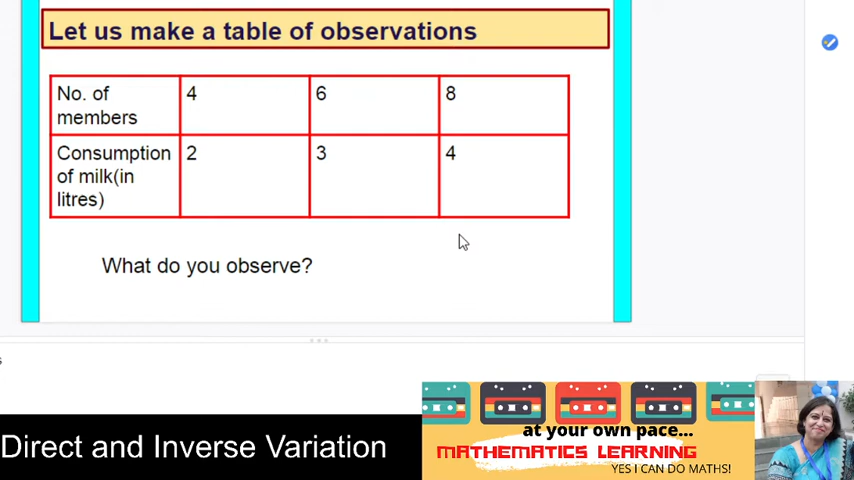 Let us make a table of observations
No. of members 4 6 8
Consumption of milk(in litres) 2 3 4
What do you observe?
s
Direct and Inverse Variation
at your own pace...
MATHEMATICS LEARNING
YES I CAN DO MATHS!